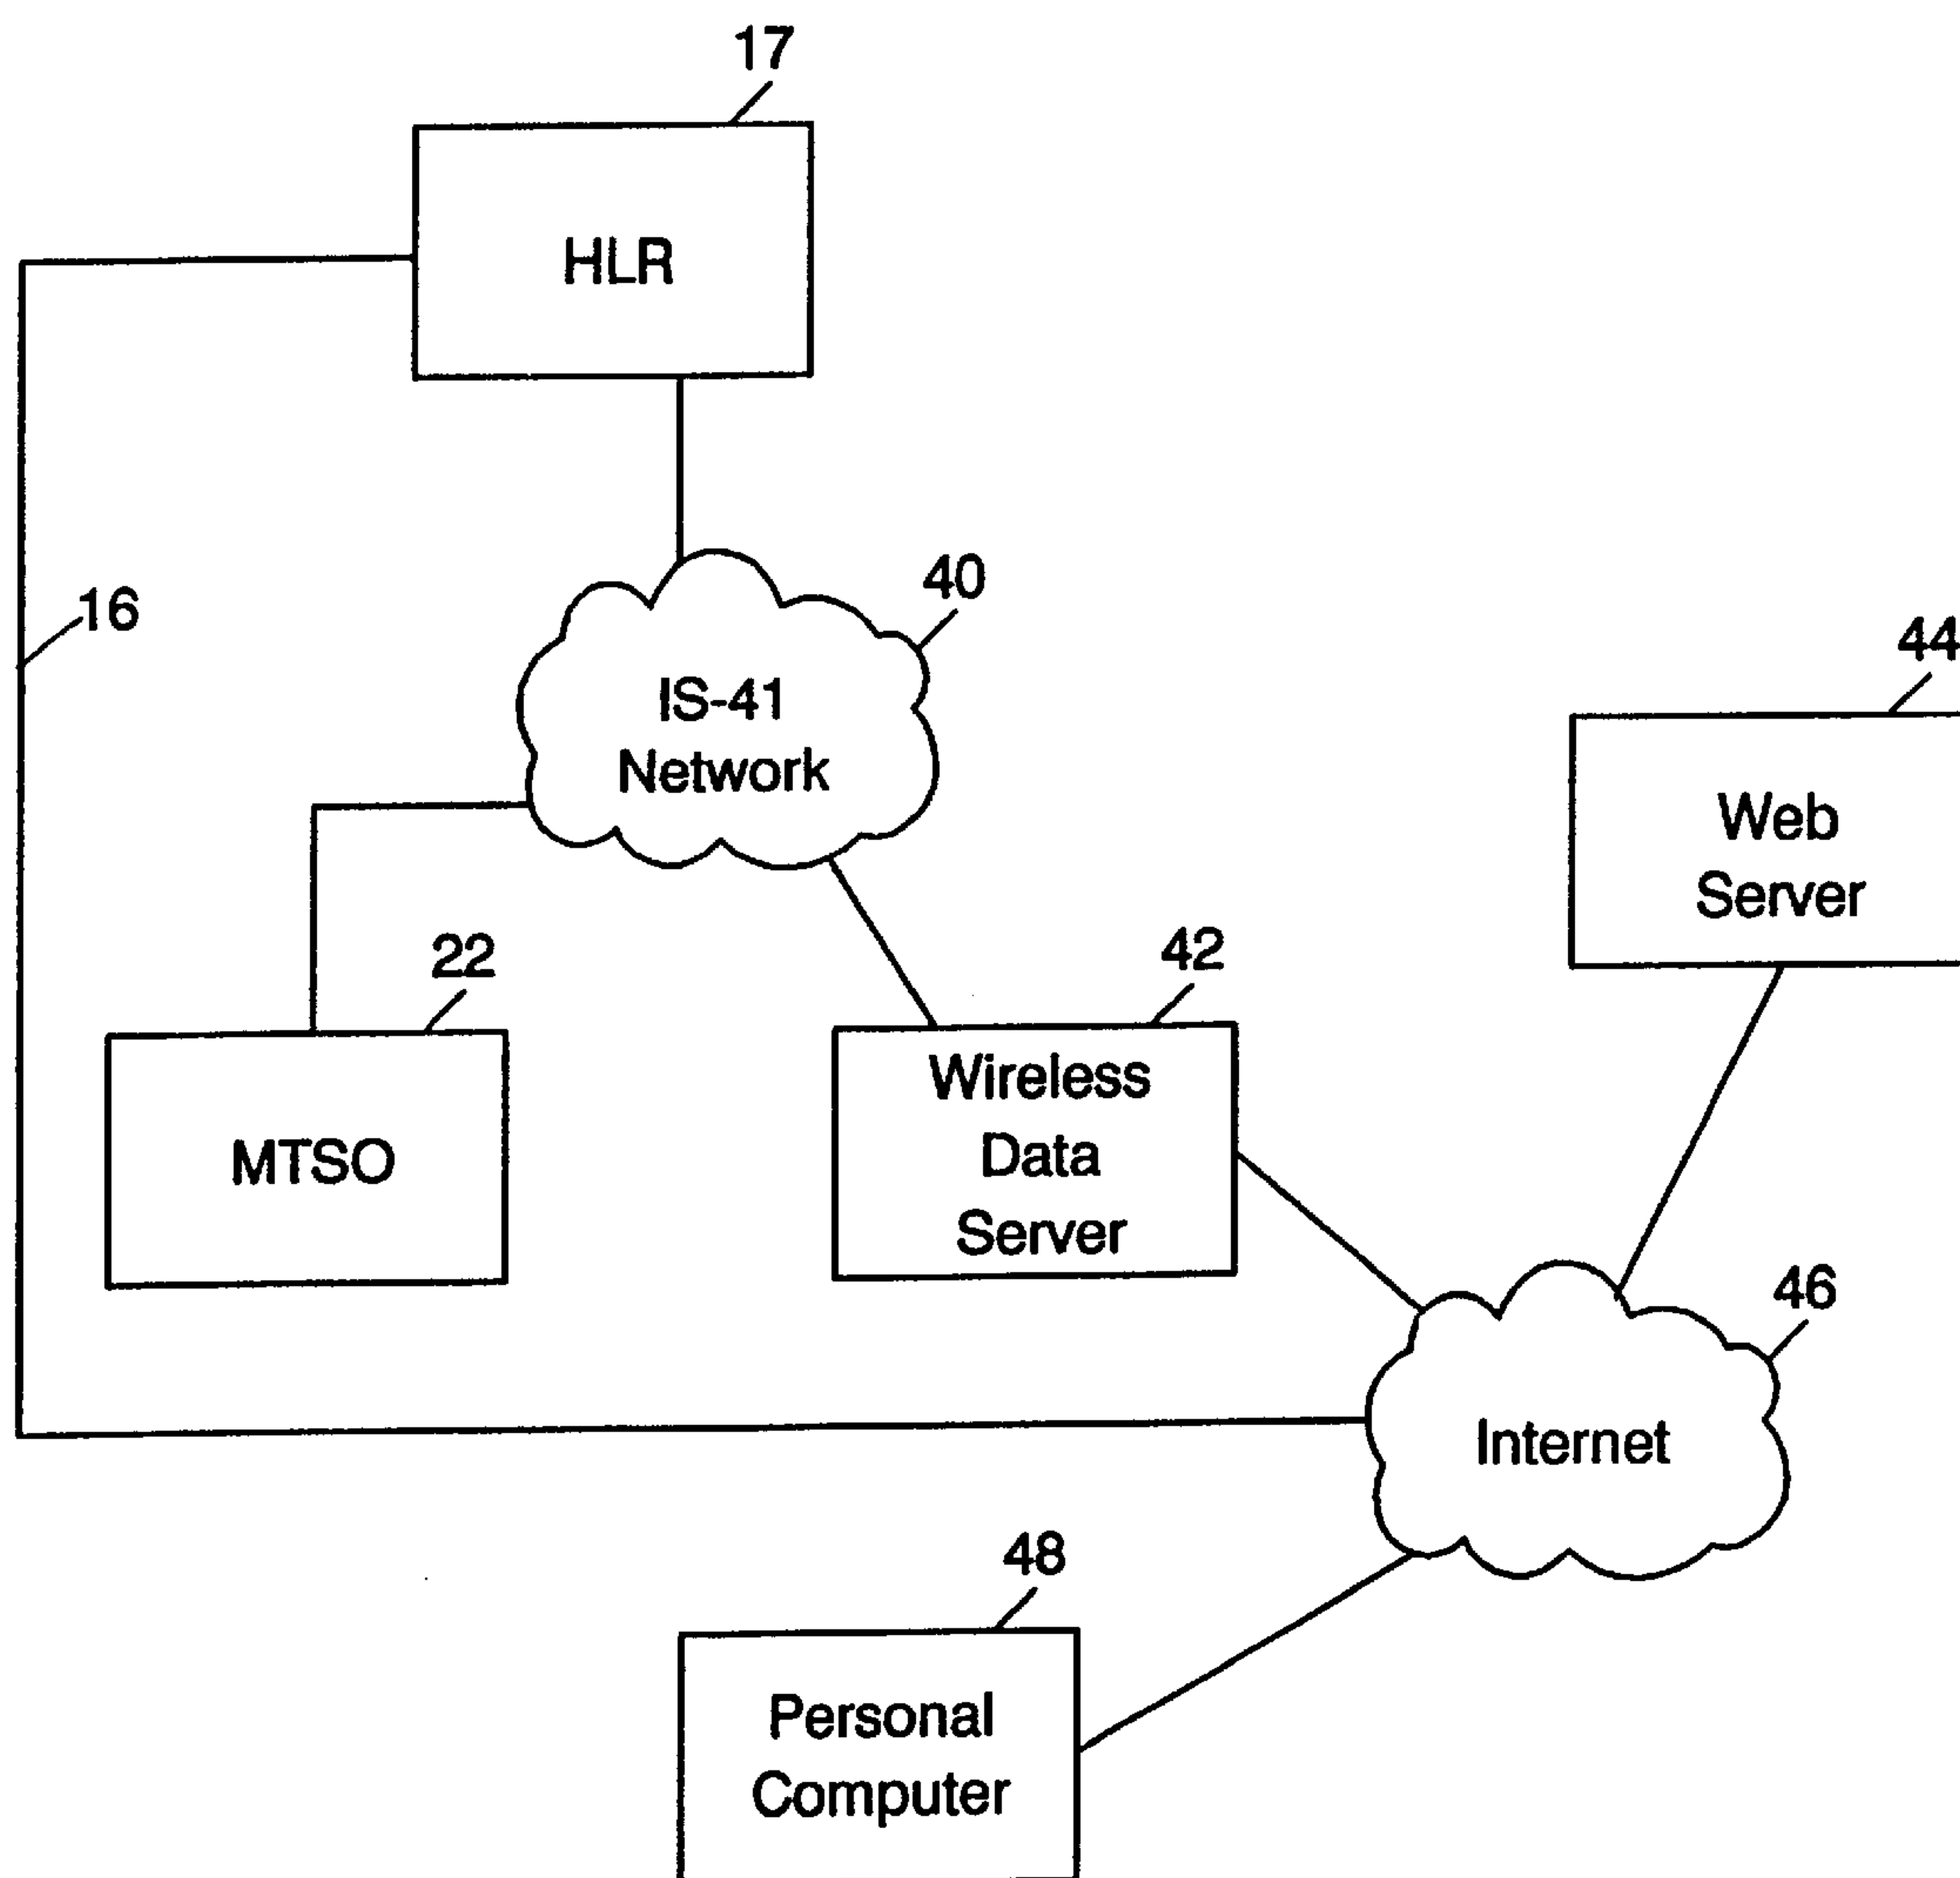 17
HLR
16
40
IS-41
Network
44
Web
Server
22
MTSO
42
Wireless
Data
Server
46
Internet
48
Personal
Computer